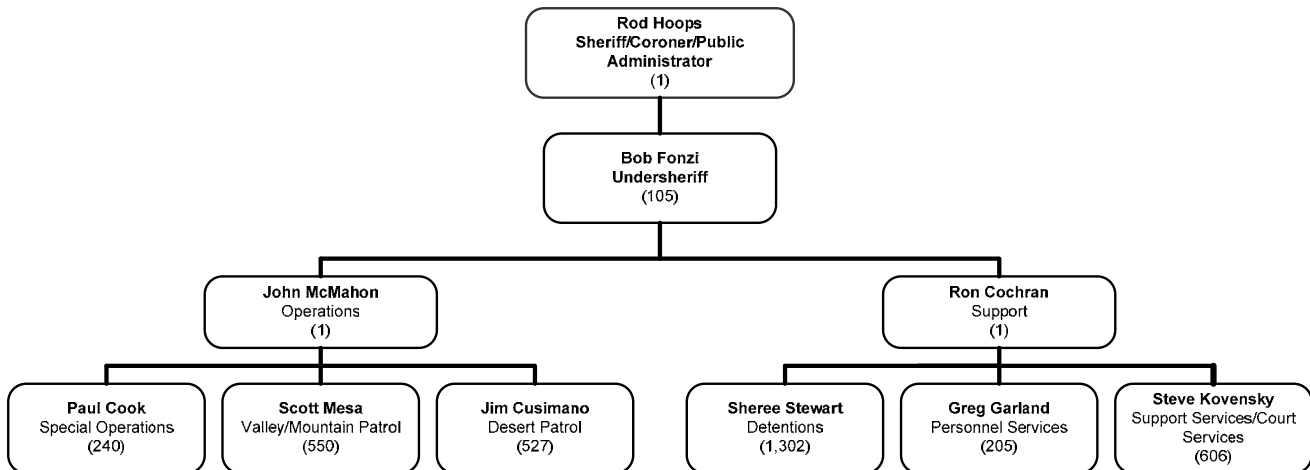 Rod Hoops
Sheriff/Coroner/Public
Administrator
(1)
Bob Fonzi
Undersheriff
(105)
John McMahon
Operations
(1)
Ron Cochran
Support
(1)
Paul Cook
Special Operations
(240)
Scott Mesa
Valley/Mountain Patrol
(550)
Jim Cusimano
Desert Patrol
(527)
Sheree Stewart
Detentions
(1,302)
Greg Garland
Personnel Services
(205)
Steve Kovensky
Support Services/Court
Services
(606)